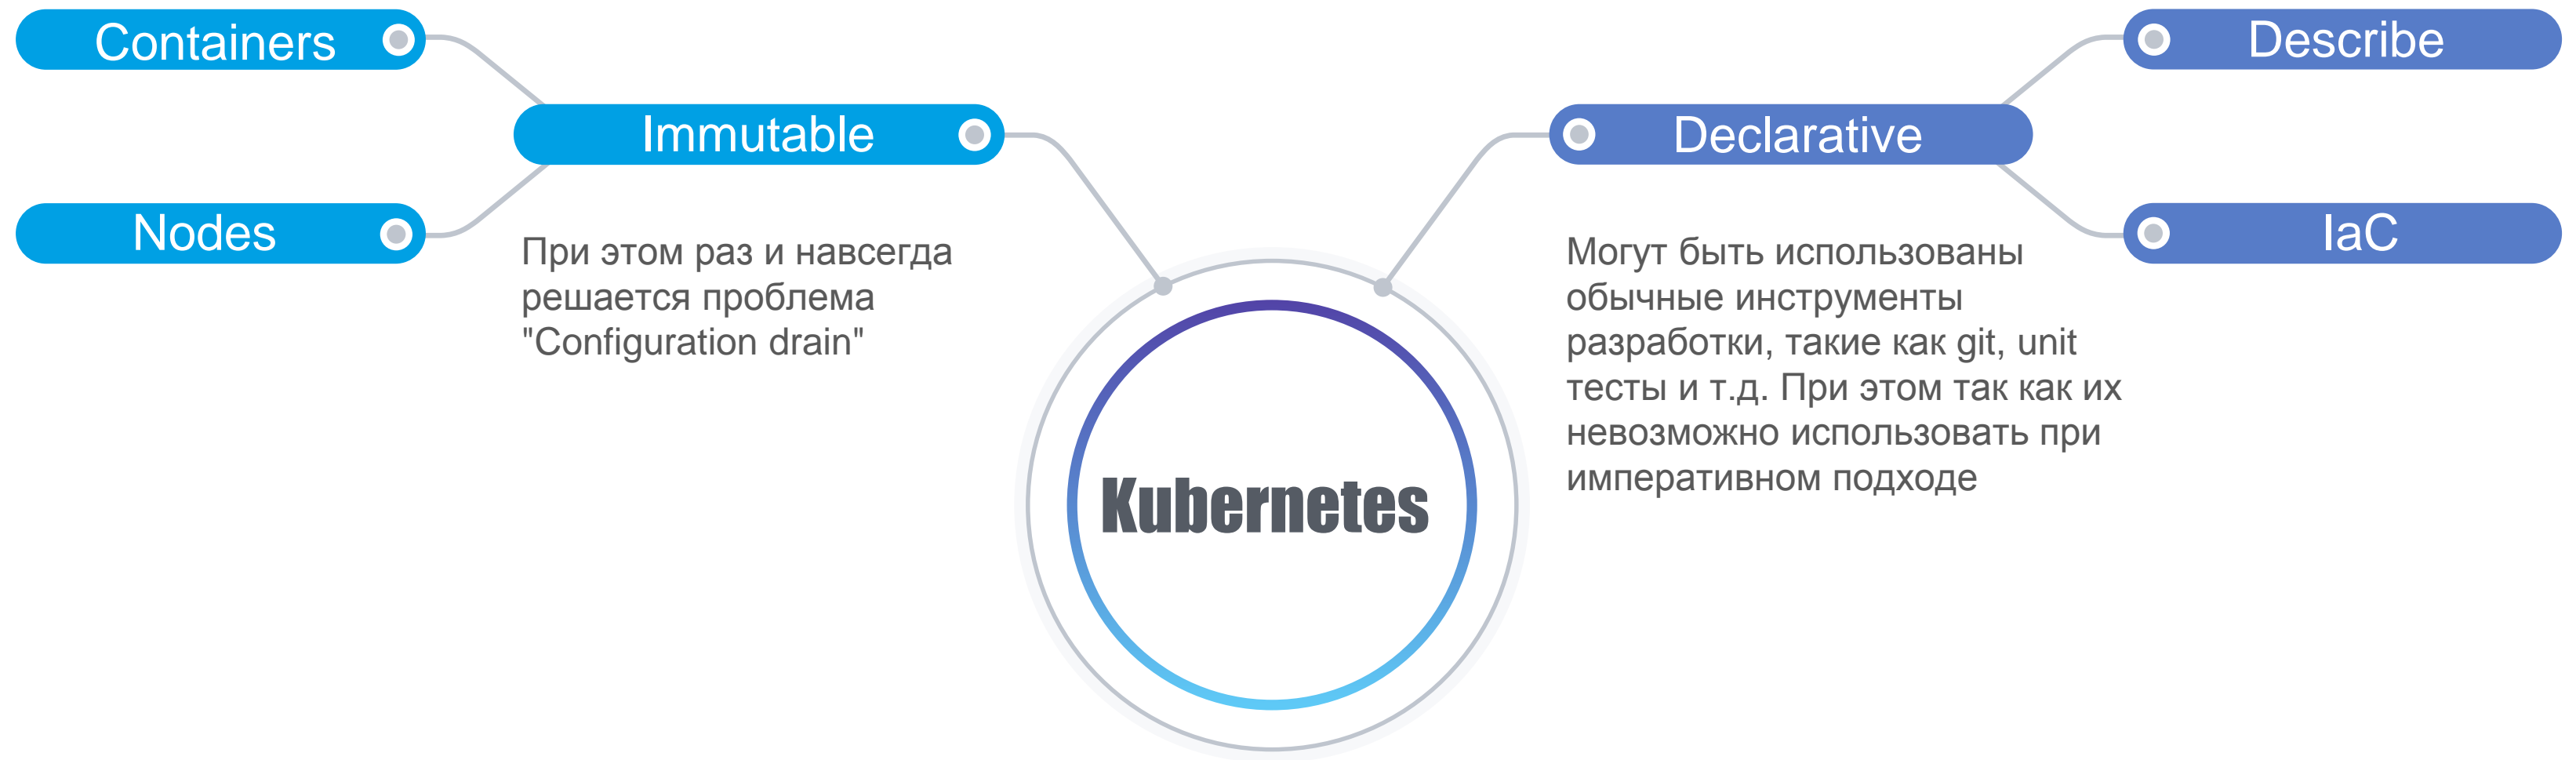 Containers
Immutable
Nodes
При этом раз и навсегда
решается проблема
"Configuration drain"
Kubernetes
Describe
Declarative
IaC
Могут быть использованы
обычные инструменты
разработки, такие как git, unit
тесты и т.д. При этом так как их
невозможно использовать при
императивном подходе